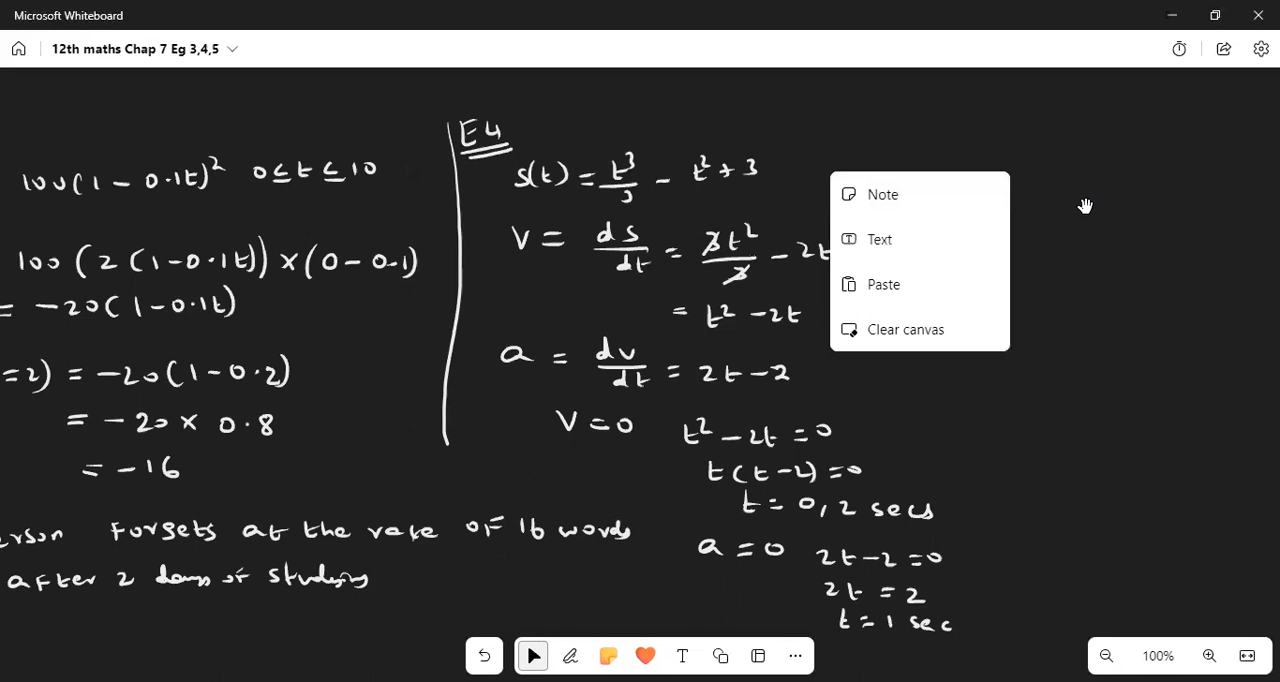 Microsoft Whiteboard
12th maths Chap 7 Eg 3,4,5
100(1 - 0.1t)² 0 ≤ t ≤ 10
100 (2 (1-0.1t)) × (0 - 0.1)
= -20(1-0.1t)
=2) = -20(1-0.2)
= -20 × 0.8
= -16
erson forgets at the rate of 16 words
after 2 days of studying
E4
s(t) = t³/3 - t² + 3
V = ds/dt = 3t²/3 - 2t
= t² - 2t
a = dv/dt = 2t - 2
V = 0 t² - 2t = 0
t(t-2) = 0
t = 0, 2 secs
a = 0 2t - 2 = 0
2t = 2
t = 1 sec
Note
Text
Paste
Clear canvas
100%